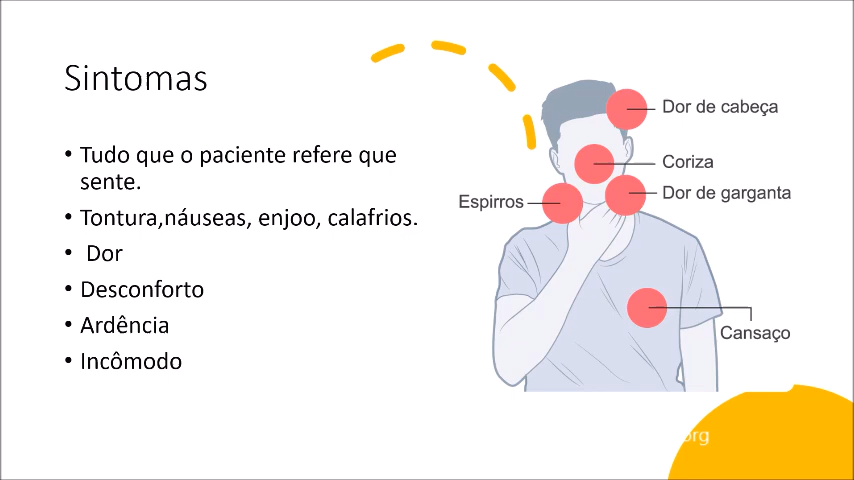 Sintomas
• Tudo que o paciente refere que
sente.
• Tontura,náuseas, enjoo, calafrios.
• Dor
• Desconforto
• Ardência
• Incômodo
Dor de cabeça
Coriza
Dor de garganta
Espirros
Cansaço